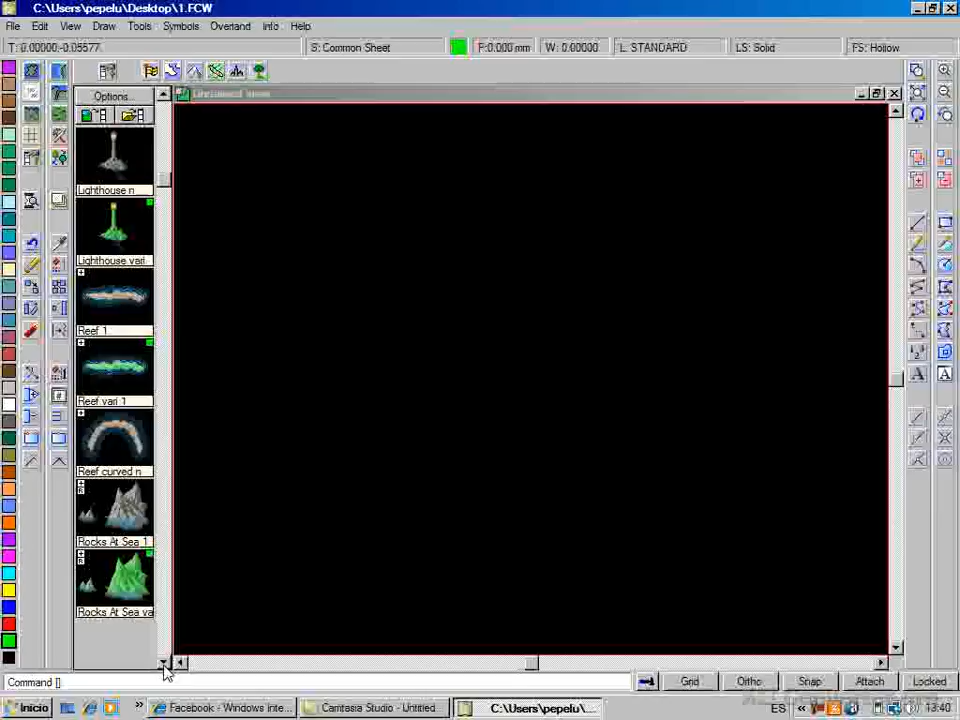 C:\Users\pepelu\Desktop\1.FCW
File Edit View Draw Tools Symbols Overland Info Help
T: 0.00000,-0.05577
S: Common Sheet
P:0.000 mm
W: 0.00000
L: STANDARD
LS: Solid
FS: Hollow
Options...
Lighthouse n
Lighthouse vari
Reef 1
Reef vari 1
Reef curved n
Rocks At Sea 1
Rocks At Sea va
Command []
Grid
Ortho
Snap
Attach
Locked
Inicio
Facebook - Windows Inte...
Camtasia Studio - Untitled
C:\Users\pepelu\...
ES
13:40